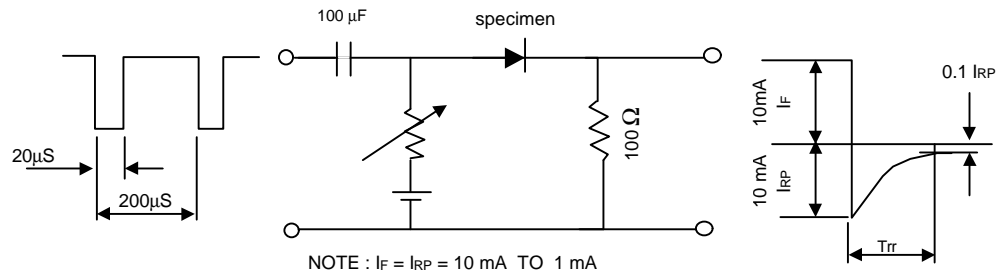 100 µF
specimen
20µS
200µS
100Ω
10mA
IF
10 mA
IRP
0.1 IRP
Trr
NOTE : IF = IRP = 10 mA TO 1 mA